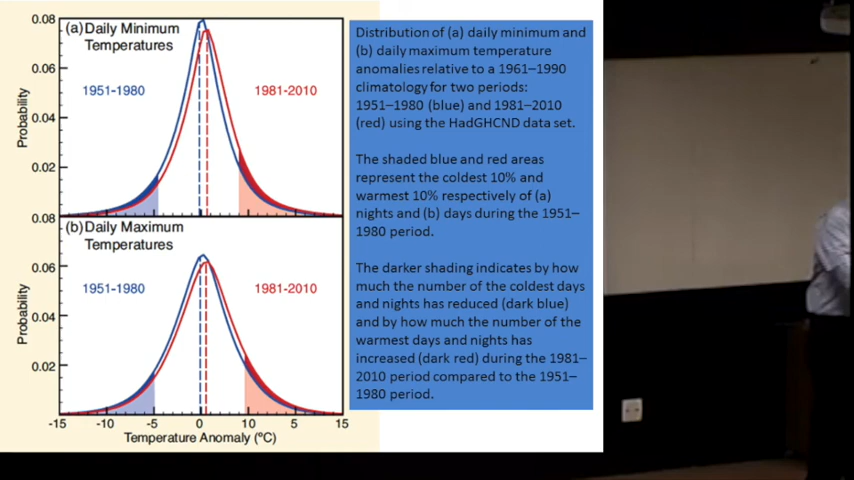 0.08
(a) Daily Minimum
Temperatures
0.06
1951-1980
1981-2010
Probability
0.04
0.02
0.08
(b) Daily Maximum
Temperatures
0.06
1951-1980
1981-2010
Probability
0.04
0.02
-15 -10 -5 0 10 5 15
Temperature Anomaly (ºC)
Distribution of (a) daily minimum and
(b) daily maximum temperature
anomalies relative to a 1961–1990
climatology for two periods:
1951–1980 (blue) and 1981–2010
(red) using the HadGHCND data set.
The shaded blue and red areas
represent the coldest 10% and
warmest 10% respectively of (a)
nights and (b) days during the 1951–
1980 period.
The darker shading indicates by how
much the number of the coldest days
and nights has reduced (dark blue)
and by how much the number of the
warmest days and nights has
increased (dark red) during the 1981–
2010 period compared to the 1951–
1980 period.